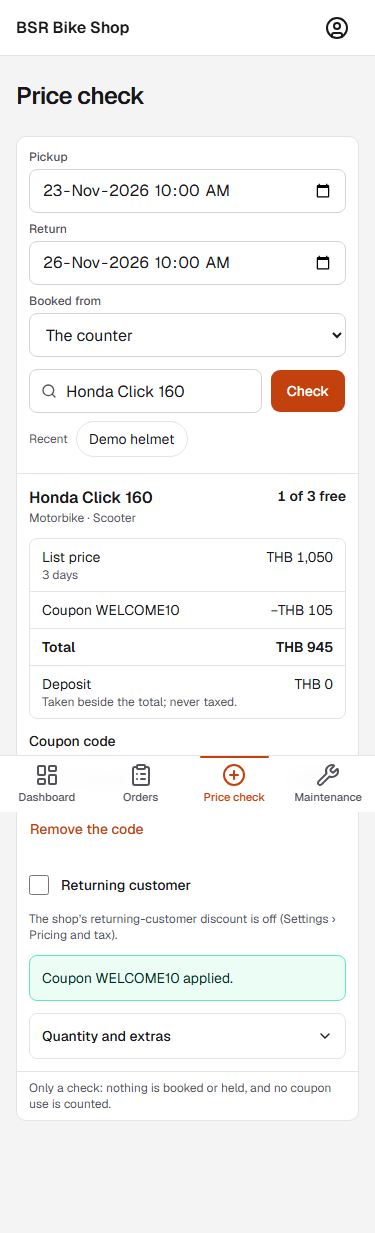 BSR Bike Shop
Price check
Pickup
23-Nov-2026 10:00 AM
Return
26-Nov-2026 10:00 AM
Booked from
The counter
Honda Click 160
Check
Recent
Demo helmet
Honda Click 160
1 of 3 free
Motorbike · Scooter
List price
THB 1,050
3 days
Coupon WELCOME10
−THB 105
Total
THB 945
Deposit
THB 0
Taken beside the total; never taxed.
Coupon code
Dashboard
Orders
Price check
Maintenance
Remove the code
Returning customer
The shop's returning-customer discount is off (Settings ›
Pricing and tax).
Coupon WELCOME10 applied.
Quantity and extras
Only a check: nothing is booked or held, and no coupon
use is counted.